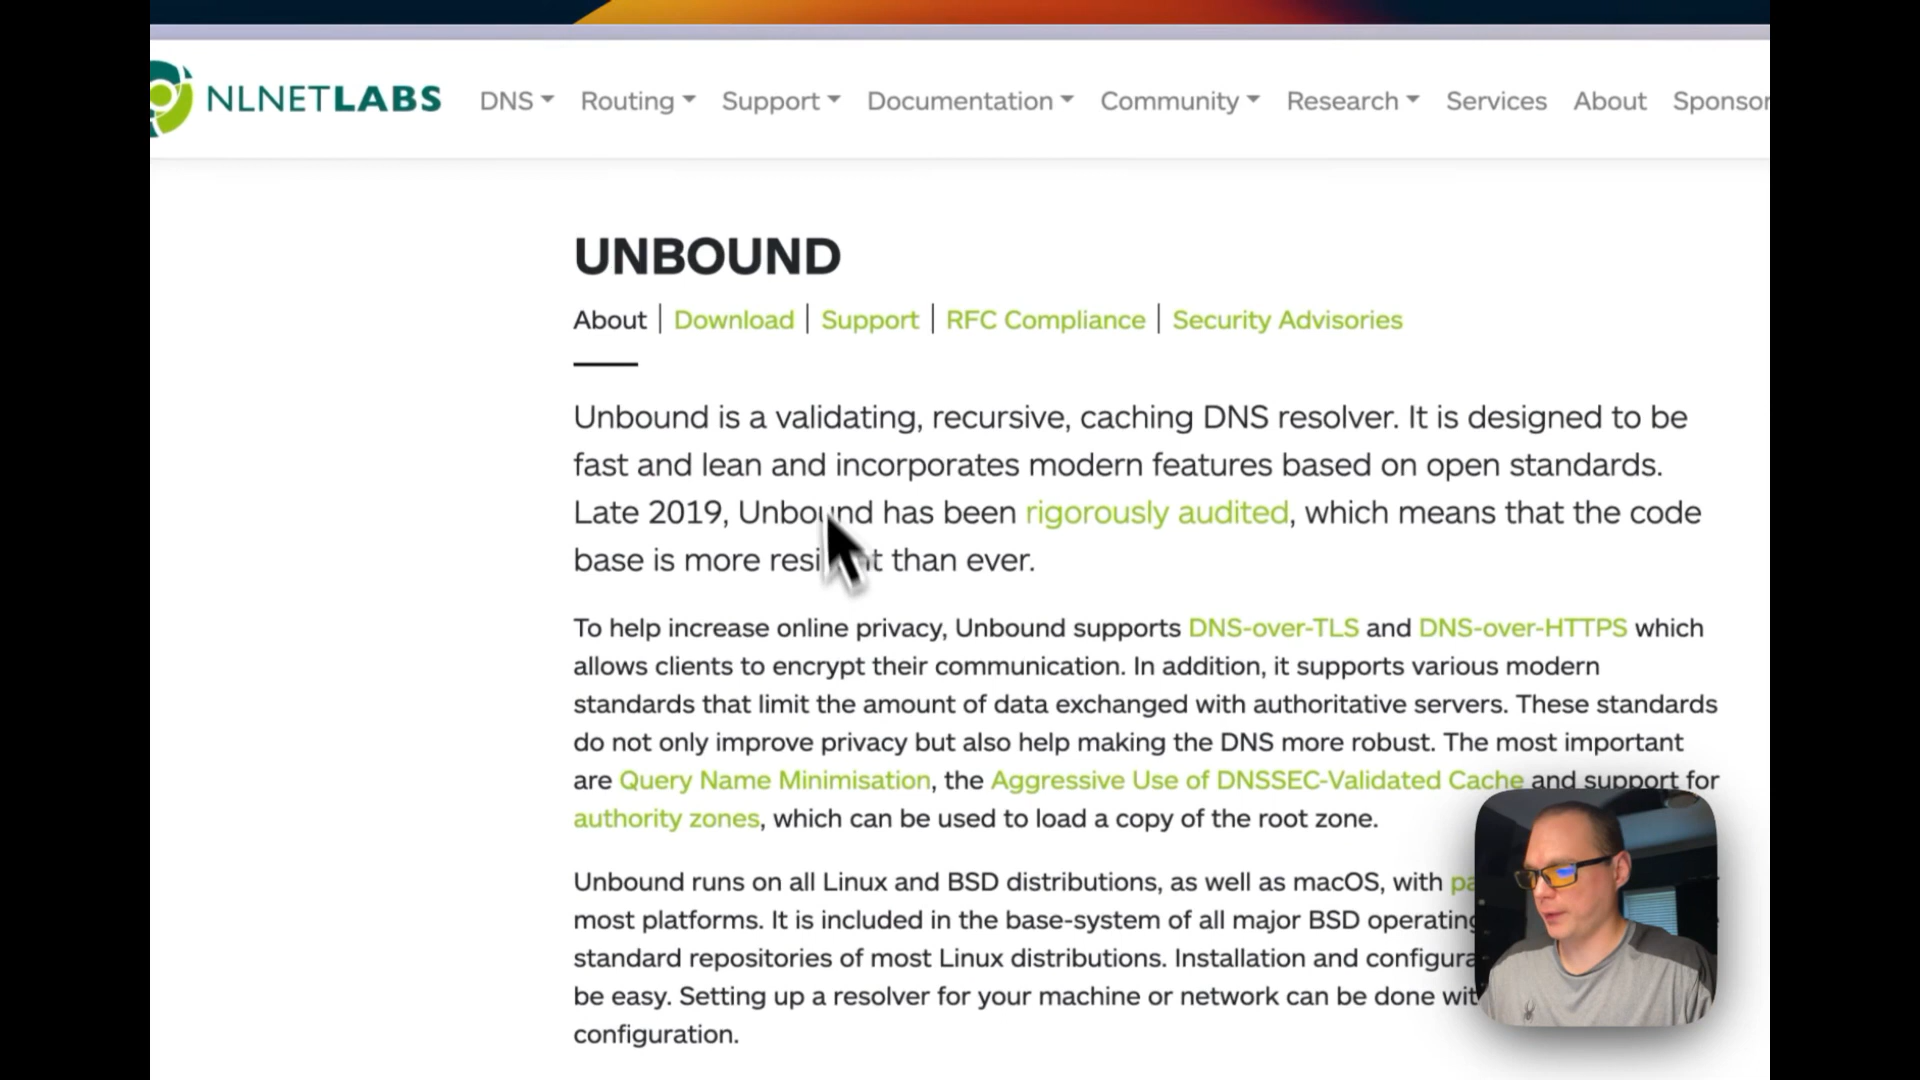 NLNETLABS DNS Routing Support Documentation Community Research Services About Sponsor
UNBOUND
About | Download | Support | RFC Compliance | Security Advisories
Unbound is a validating, recursive, caching DNS resolver. It is designed to be
fast and lean and incorporates modern features based on open standards.
Late 2019, Unbound has been rigorously audited, which means that the code
base is more resi t than ever.
To help increase online privacy, Unbound supports DNS-over-TLS and DNS-over-HTTPS which
allows clients to encrypt their communication. In addition, it supports various modern
standards that limit the amount of data exchanged with authoritative servers. These standards
do not only improve privacy but also help making the DNS more robust. The most important
are Query Name Minimisation, the Aggressive Use of DNSSEC-Validated Cache and support for
authority zones, which can be used to load a copy of the root zone.
Unbound runs on all Linux and BSD distributions, as well as macOS, with
most platforms. It is included in the base-system of all major BSD operating
standard repositories of most Linux distributions. Installation and configura
be easy. Setting up a resolver for your machine or network can be done wit
configuration.